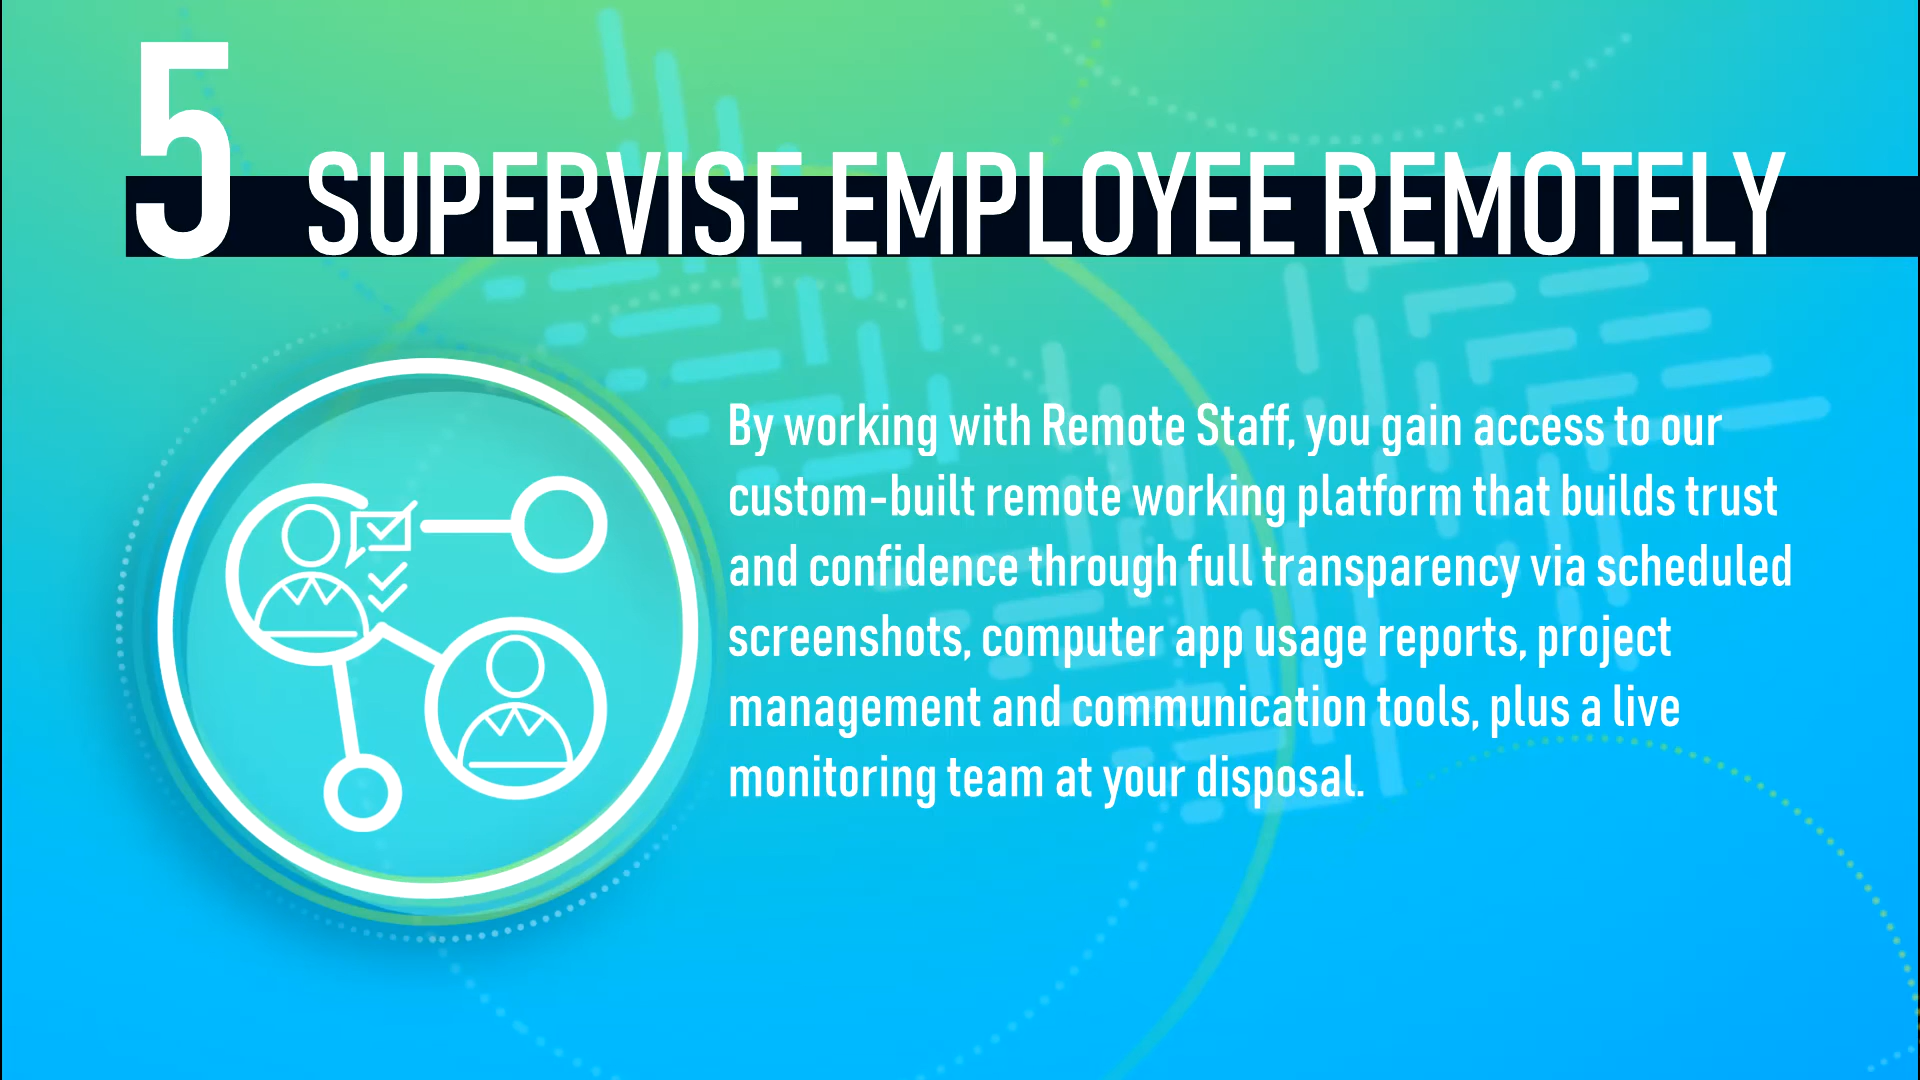 5 SUPERVISE EMPLOYEE REMOTELY
By working with Remote Staff, you gain access to our
custom-built remote working platform that builds trust
and confidence through full transparency via scheduled
screenshots, computer app usage reports, project
management and communication tools, plus a live
monitoring team at your disposal.